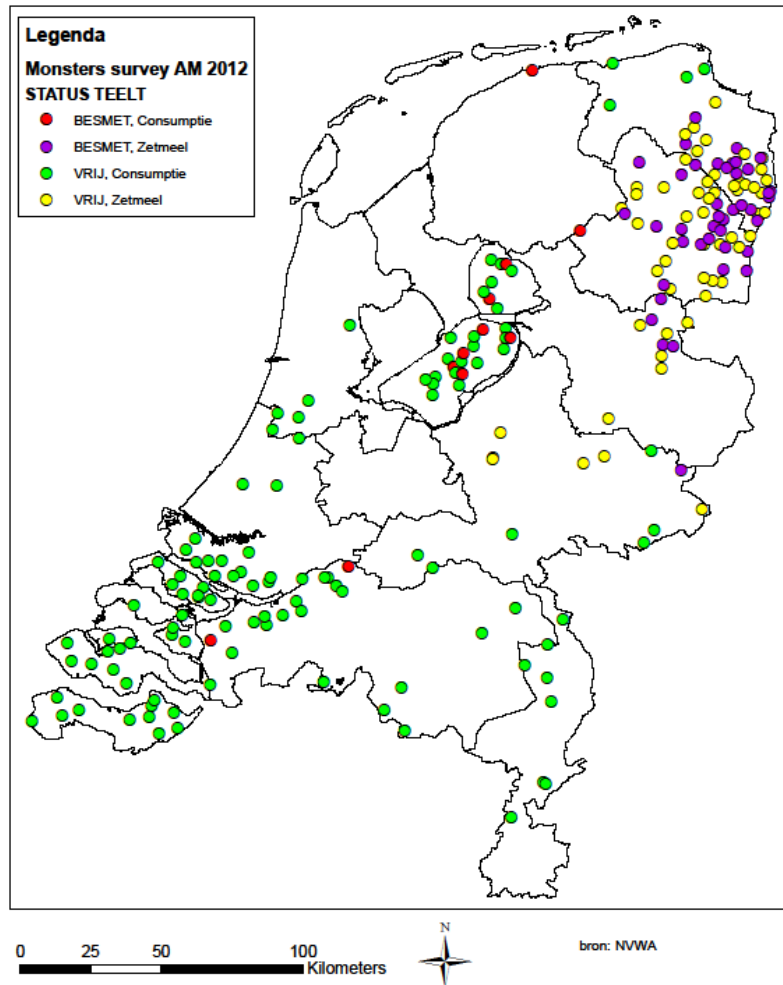 Legenda
Monsters survey AM 2012
STATUS TEELT
BESMET, Consumptie
BESMET, Zetmeel
VRIJ, Consumptie
VRIJ, Zetmeel
N
0 25 50 100
Kilometers
bron: NVWA